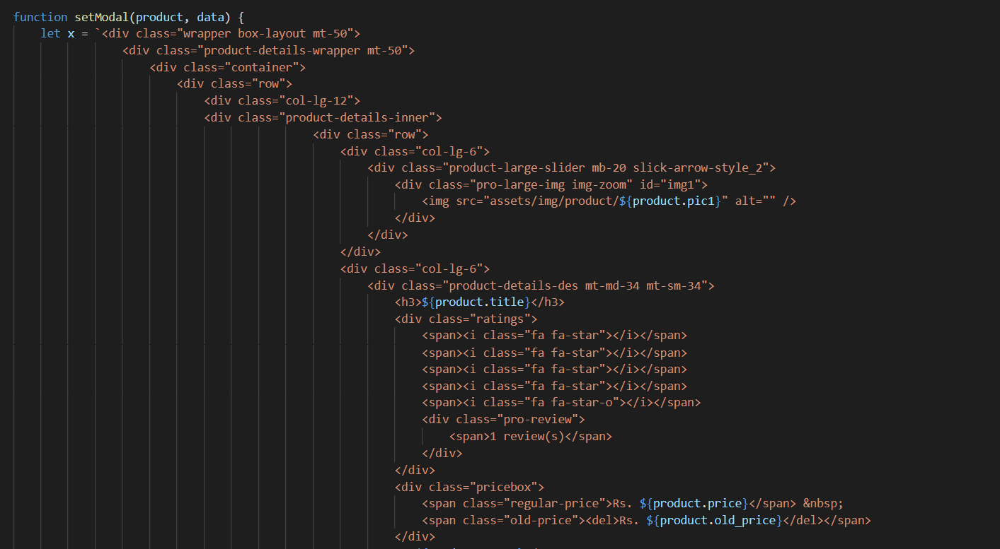 function setModal(product, data) {
let x = `<div class="wrapper box-layout mt-50">
<div class="product-details-wrapper mt-50">
<div class="container">
<div class="row">
<div class="col-lg-12">
<div class="product-details-inner">
<div class="row">
<div class="col-lg-6">
<div class="product-large-slider mb-20 slick-arrow-style_2">
<div class="pro-large-img img-zoom" id="img1">
<img src="assets/img/product/${product.pic1}" alt="" />
</div>
</div>
</div>
<div class="col-lg-6">
<div class="product-details-des mt-md-34 mt-sm-34">
<h3>${product.title}</h3>
<div class="ratings">
<span><i class="fa fa-star"></i></span>
<span><i class="fa fa-star"></i></span>
<span><i class="fa fa-star"></i></span>
<span><i class="fa fa-star"></i></span>
<span><i class="fa fa-star-o"></i></span>
<div class="pro-review">
<span>1 review(s)</span>
</div>
</div>
<div class="pricebox">
<span class="regular-price">Rs. ${product.price}</span> &nbsp;
<span class="old-price"><del>Rs. ${product.old_price}</del></span>
</div>